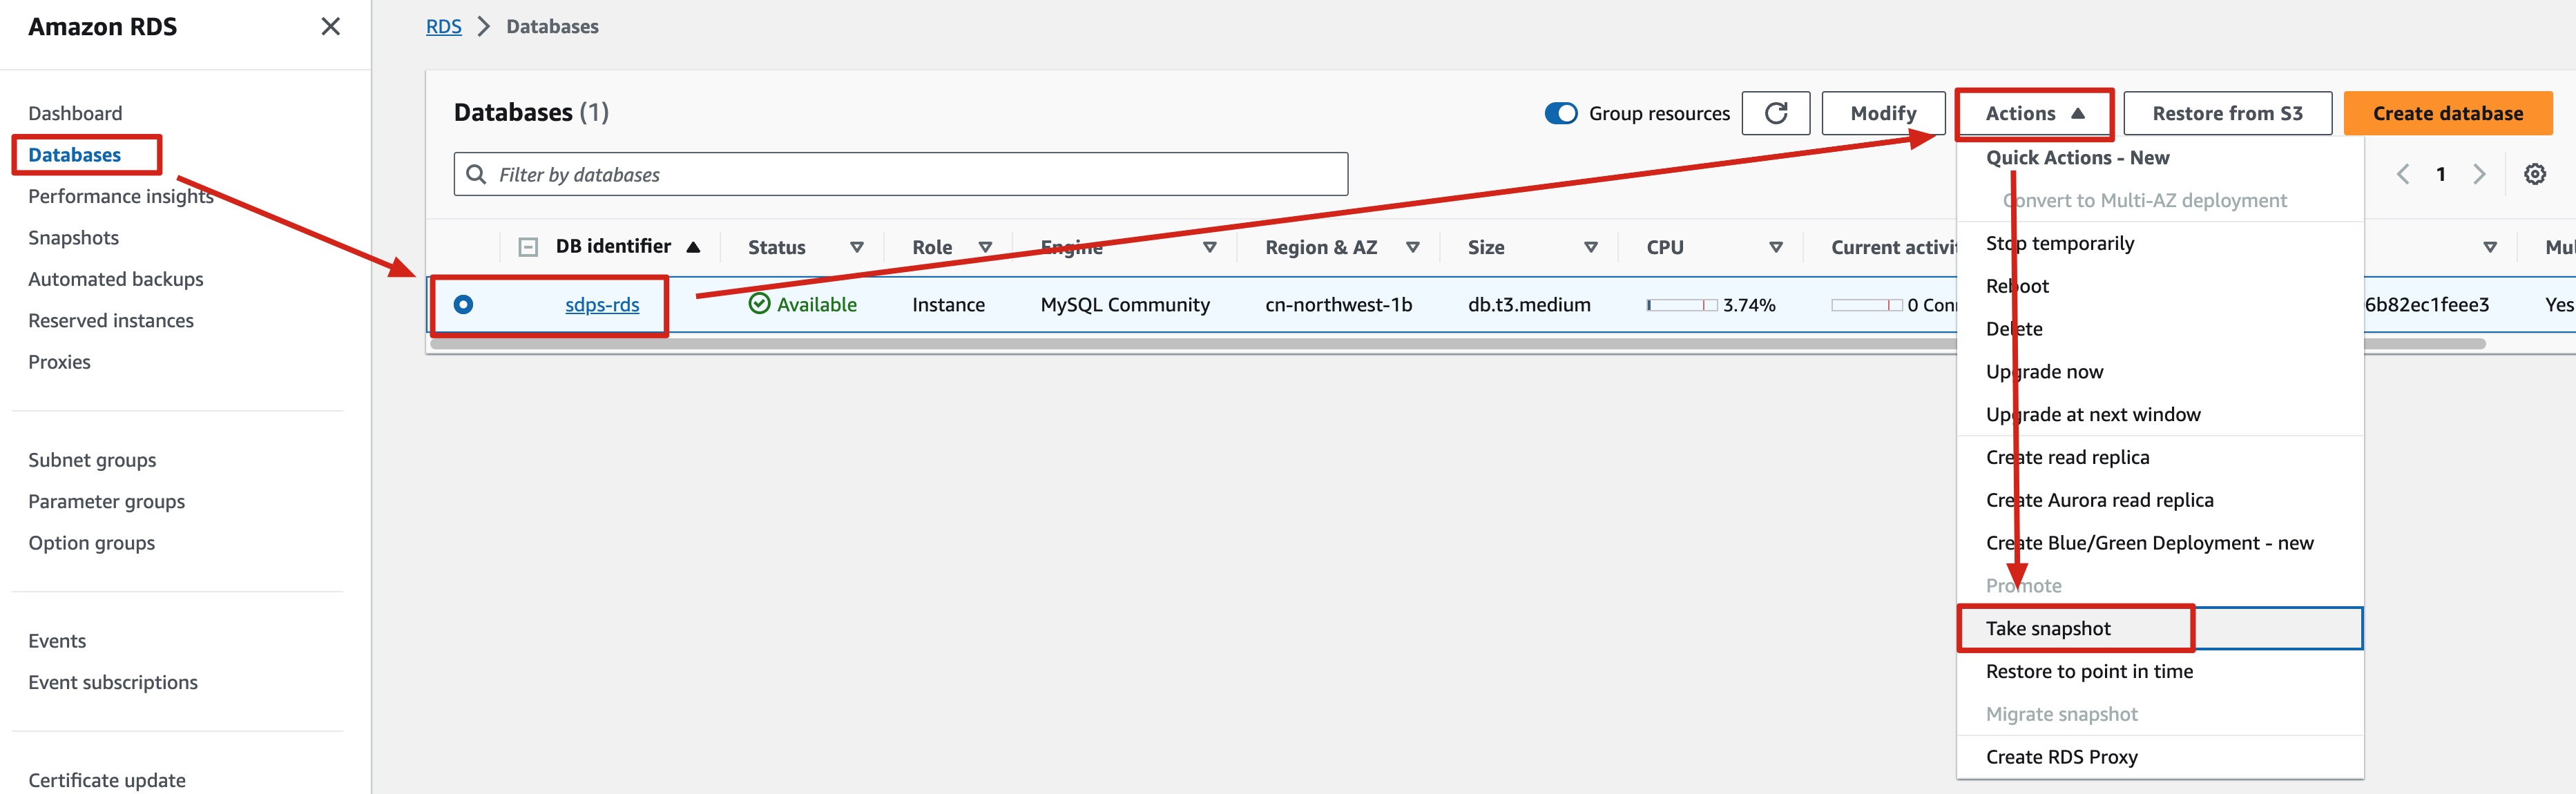 Amazon RDS
Dashboard
Databases
Performance insights
Snapshots
Automated backups
Reserved instances
Proxies
Subnet groups
Parameter groups
Option groups
Events
Event subscriptions
Certificate update
RDS > Databases
Databases (1)
Group resources
Modify
Actions
Restore from S3
Create database
Filter by databases
1
DB identifier Status Role Engine Region & AZ Size CPU Current activit Mul
sdps-rds Available Instance MySQL Community cn-northwest-1b db.t3.medium 3.74% 0 Con 6b82ec1feee3 Yes
Quick Actions - New
Convert to Multi-AZ deployment
Stop temporarily
Reboot
Delete
Upgrade now
Upgrade at next window
Create read replica
Create Aurora read replica
Create Blue/Green Deployment - new
Promote
Take snapshot
Restore to point in time
Migrate snapshot
Create RDS Proxy